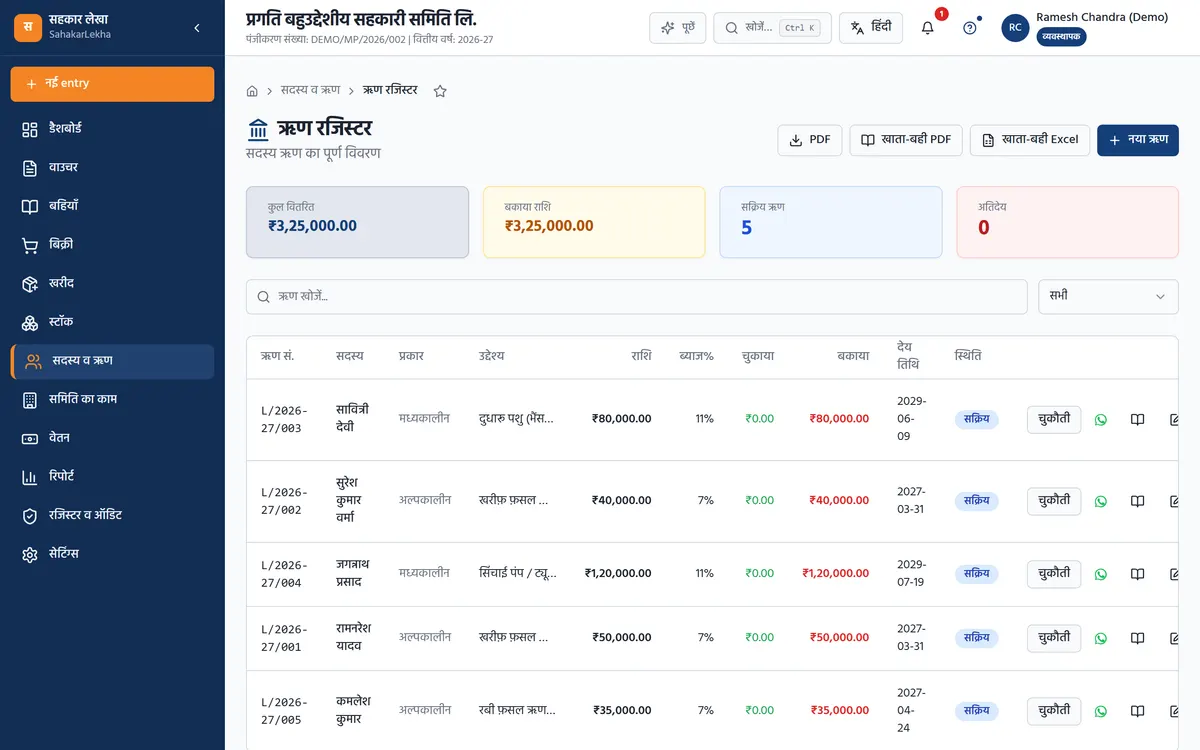 स
सहकार लेखा
SahakarLekha
नई entry
डैशबोर्ड
वाउचर
बहियाँ
बिक्री
खरीद
स्टॉक
सदस्य व ऋण
समिति का काम
वेतन
रिपोर्ट
रजिस्टर व ऑडिट
सेटिंग्स
प्रगति बहुउद्देशीय सहकारी समिति लि.
पंजीकरण संख्या: DEMO/MP/2026/002 | वित्तीय वर्ष: 2026-27
पूछें
खोजें... Ctrl K
हिंदी
1
RC
Ramesh Chandra (Demo)
व्यवस्थापक
सदस्य व ऋण
ऋण रजिस्टर
ऋण रजिस्टर
सदस्य ऋण का पूर्ण विवरण
PDF
खाता-बही PDF
खाता-बही Excel
नया ऋण
कुल वितरित
₹3,25,000.00
बकाया राशि
₹3,25,000.00
सक्रिय ऋण
5
अतिदेय
0
ऋण खोजें...
सभी
ऋण सं. सदस्य प्रकार उद्देश्य राशि ब्याज% चुकाया बकाया देय तिथि स्थिति
L/2026-27/003 सावित्री देवी मध्यकालीन दुधारू पशु (भैंस... ₹80,000.00 11% ₹0.00 ₹80,000.00 2029-06-09 सक्रिय चुकौती
L/2026-27/002 सुरेश कुमार वर्मा अल्पकालीन खरीफ़ फ़सल ... ₹40,000.00 7% ₹0.00 ₹40,000.00 2027-03-31 सक्रिय चुकौती
L/2026-27/004 जगन्नाथ प्रसाद मध्यकालीन सिंचाई पंप / ट्यू... ₹1,20,000.00 11% ₹0.00 ₹1,20,000.00 2029-07-19 सक्रिय चुकौती
L/2026-27/001 रामनरेश यादव अल्पकालीन खरीफ़ फ़सल ... ₹50,000.00 7% ₹0.00 ₹50,000.00 2027-03-31 सक्रिय चुकौती
L/2026-27/005 कमलेश कुमार अल्पकालीन रबी फ़सल ऋण... ₹35,000.00 7% ₹0.00 ₹35,000.00 2027-04-24 सक्रिय चुकौती